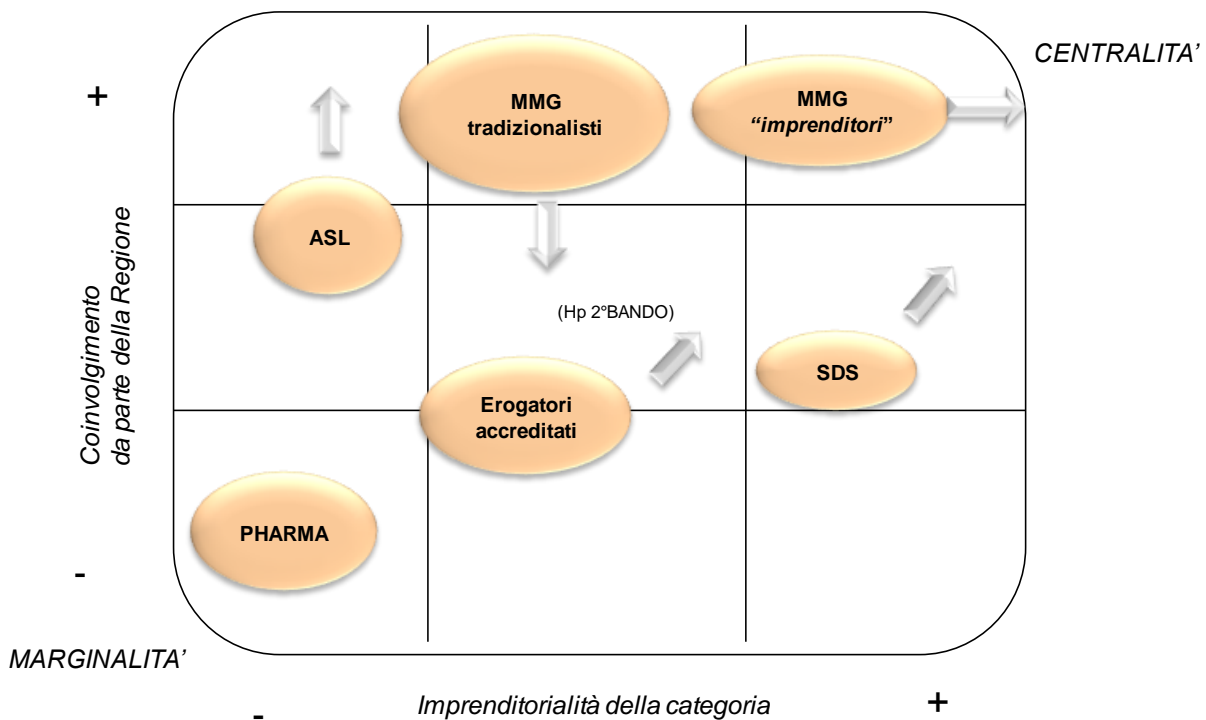 CENTRALITA’
+
MMG
tradizionalisti
MMG
“imprenditori”
ASL
Coinvolgimento
da parte della Regione
(Hp 2°BANDO)
SDS
Erogatori
accreditati
PHARMA
-
MARGINALITA’
-
Imprenditorialità della categoria
+